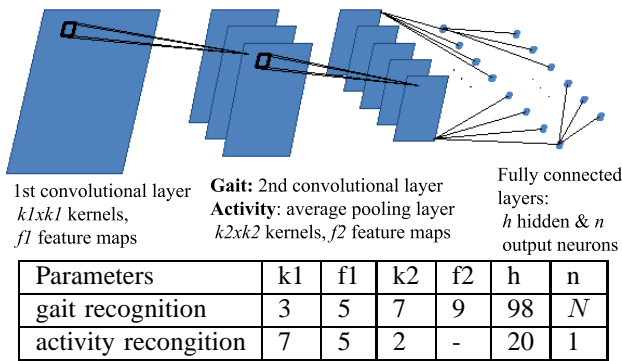 1st convolutional layer
k1xk1 kernels,
f1 feature maps
Gait: 2nd convolutional layer
Activity: average pooling layer
k2xk2 kernels, f2 feature maps
Fully connected
layers:
h hidden & n
output neurons
Parameters k1 f1 k2 f2 h n
gait recognition 3 5 7 9 98 N
activity recongition 7 5 2 - 20 1